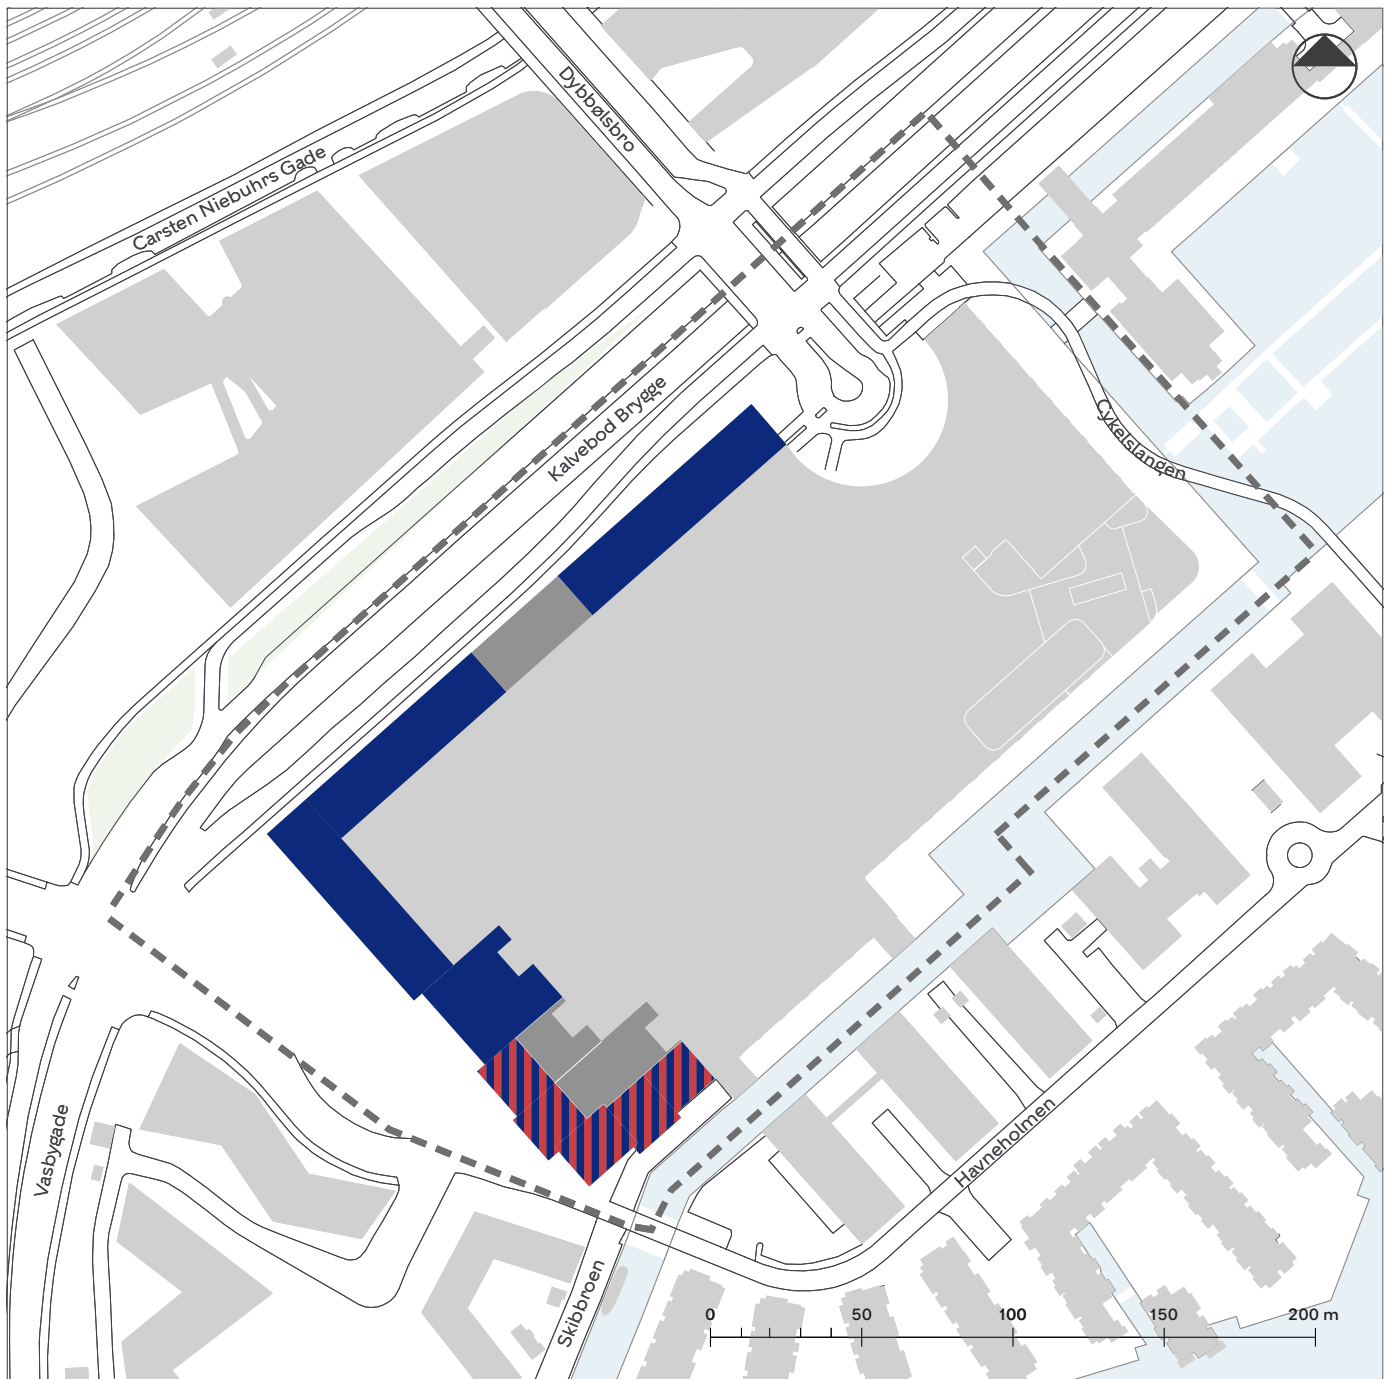 Dybbølsbro
Carsten Niebuhrs Gade
Kalvebod Brygge
Cykelslangen
Havneholmen
Vasbygade
Skibbroen
0 50 100 150 200 m